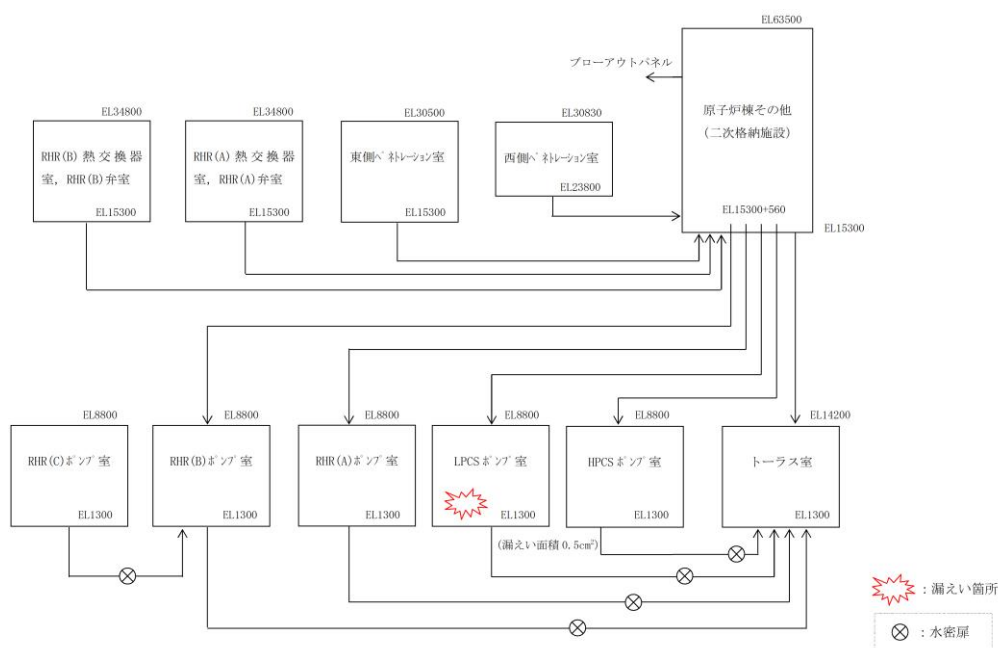 EL63500
ブローアウトパネル
原子炉棟その他
(二次格納施設)
EL15300+560
EL15300
EL34800
RHR(B)熱交換器
室, RHR(B)弁室
EL15300
EL34800
RHR(A)熱交換器
室, RHR(A)弁室
EL15300
EL30500
東側ペネトレーション室
EL15300
EL30830
西側ペネトレーション室
EL23800
EL8800
RHR(C)ポンプ室
EL1300
EL8800
RHR(B)ポンプ室
EL1300
EL8800
RHR(A)ポンプ室
EL1300
EL8800
LPCSポンプ室
EL1300
(漏えい面積0.5cm²)
EL8800
HPCSポンプ室
EL1300
EL14200
トーラス室
EL1300
:漏えい箇所
:水密扉